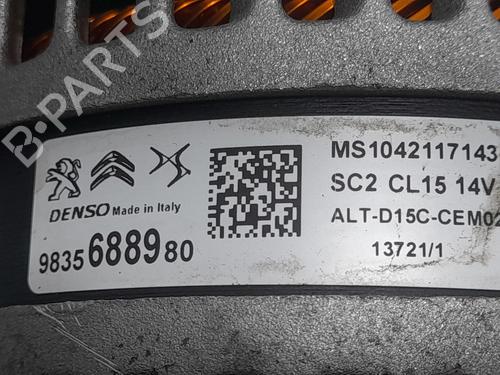 B-PARTS
DENSO Made in Italy
9835688980
MS1042117143
SC2 CL15 14V
ALT-D15C-CEM02
13721/1